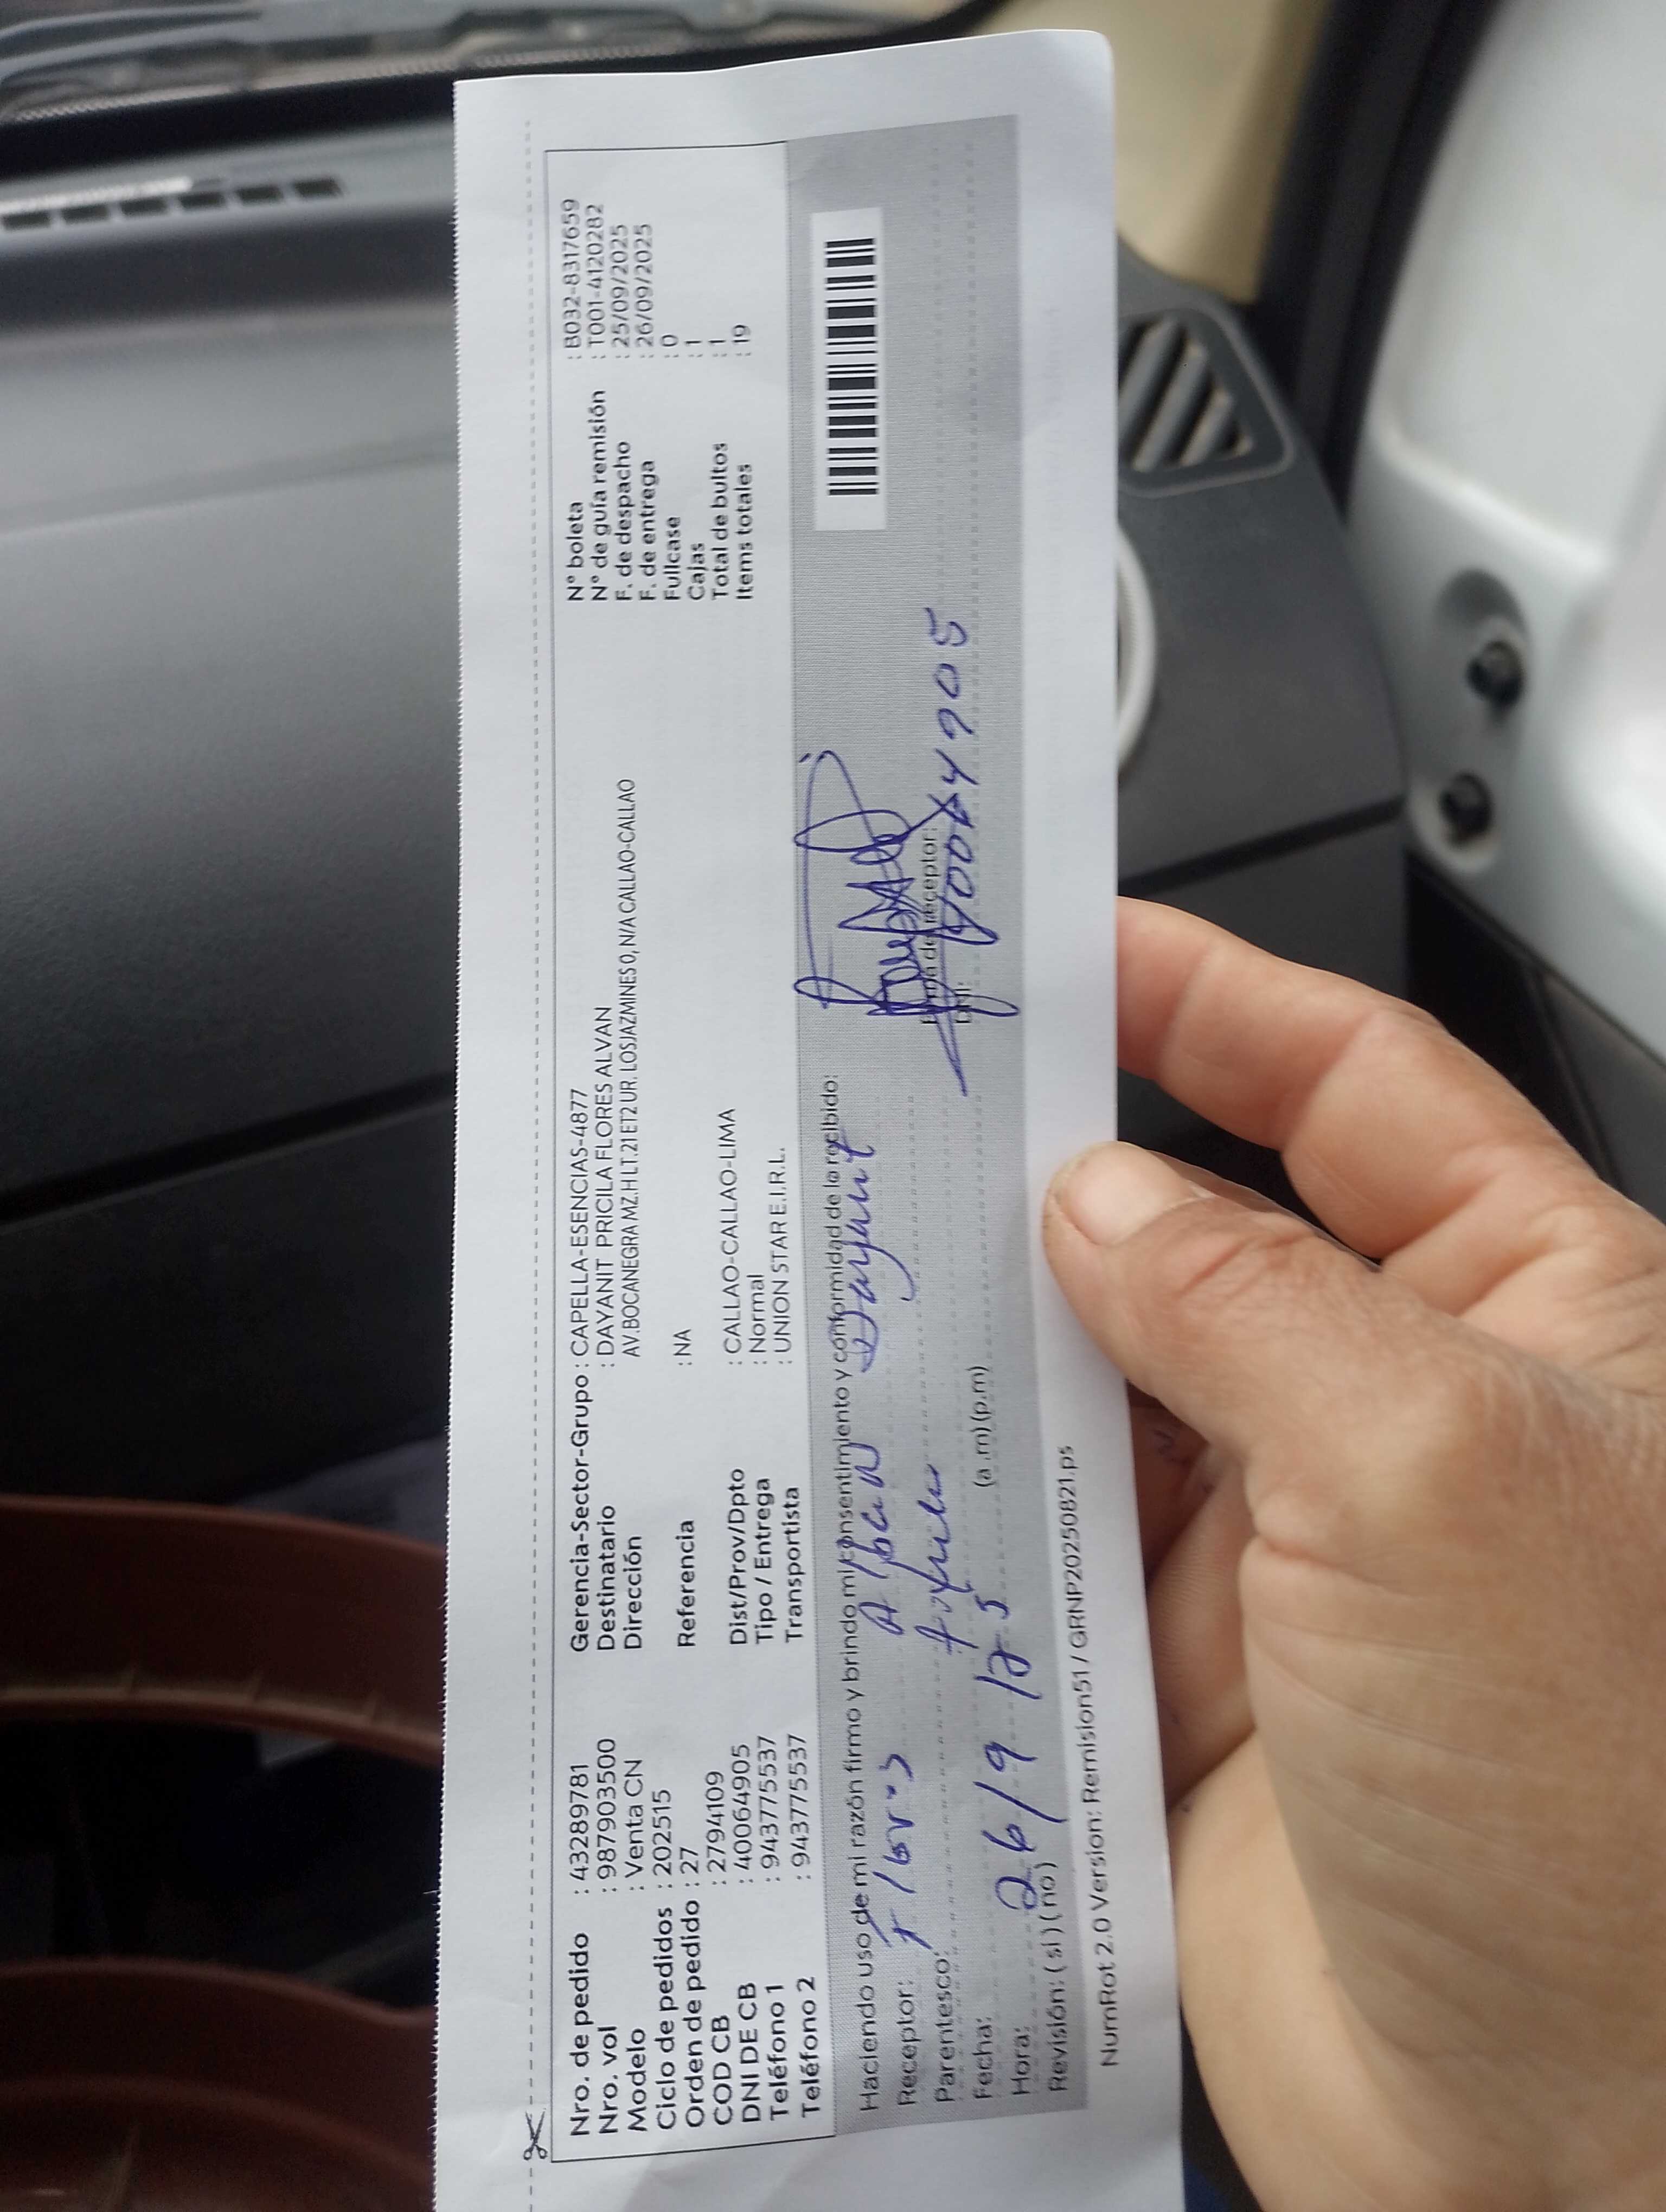 Nro. de pedido : 43289781
Nro. vol : 987903500
Modelo : Venta CN
Ciclo de pedidos : 202515
Orden de pedido : 27
COD CB : 2794109
DNI DE CB : 40064905
Teléfono 1 : 943775537
Teléfono 2 : 943775537
Gerencia-Sector-Grupo : CAPELLA-ESENCIAS-4877
Destinatario : DAYANIT PRICILA FLORES ALVAN
Dirección AV.BOCANEGRA MZ.H LT.21 ET2 UR. LOS JAZMINES 0, N/A CALLAO-CALLAO
Referencia : NA
Dist/Prov/Dpto : CALLAO-CALLAO-LIMA
Tipo / Entrega : Normal
Transportista : UNION STAR E.I.R.L.
N° boleta : B032-8317659
N° de guía remisión : T001-4120282
F. de despacho : 25/09/2025
F. de entrega : 26/09/2025
Fullcase : 0
Cajas : 1
Total de bultos : 1
Items totales : 19
Haciendo uso de mi razón firmo y brindo mi consentimiento y conformidad de lo recibido:
Receptor: Flores Alban Dayanit
Parentesco:
Fecha: 26/9
Hora: (a.m) (p.m)
Revisión: ( si ) ( no )
Firma de receptor:
DNI: 40064905
NumRot 2.0 Version: Remision51 / GRNP20250821.ps